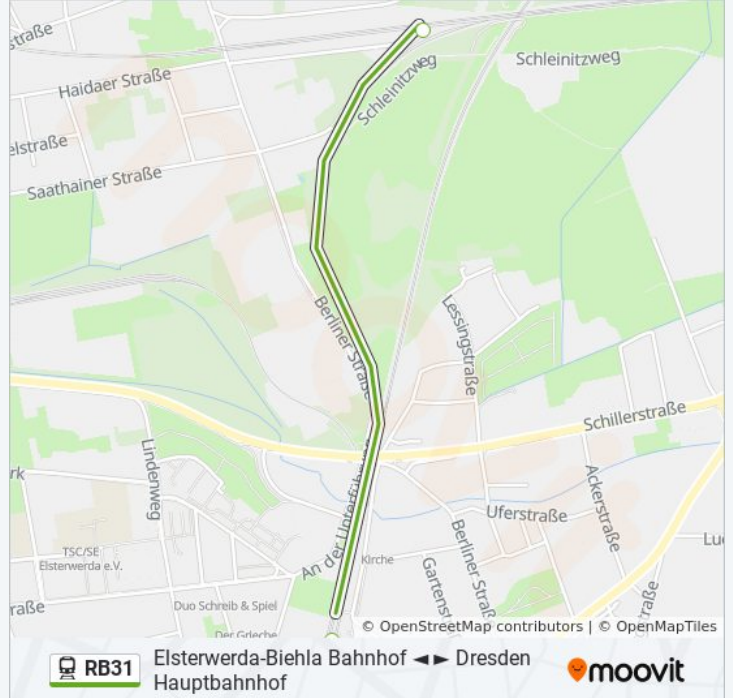 straße
Haidaer Straße
Schleinitzweg
Schleinitzweg
elstraße
Saathainer Straße
Berliner Straße
Lessingstraße
Schillerstraße
Lindenweg
rk
Ackerstraße
An der Unterführung
Uferstraße
TSC/SE
Elsterwerda e.V.
Kirche
Berliner Straße
Gartenst
Lu
raße
Duo Schreib & Spiel
raße
Der Grieche
© OpenStreetMap contributors | © OpenMapTiles
RB31
Elsterwerda-Biehla Bahnhof ◄► Dresden
Hauptbahnhof
moovit